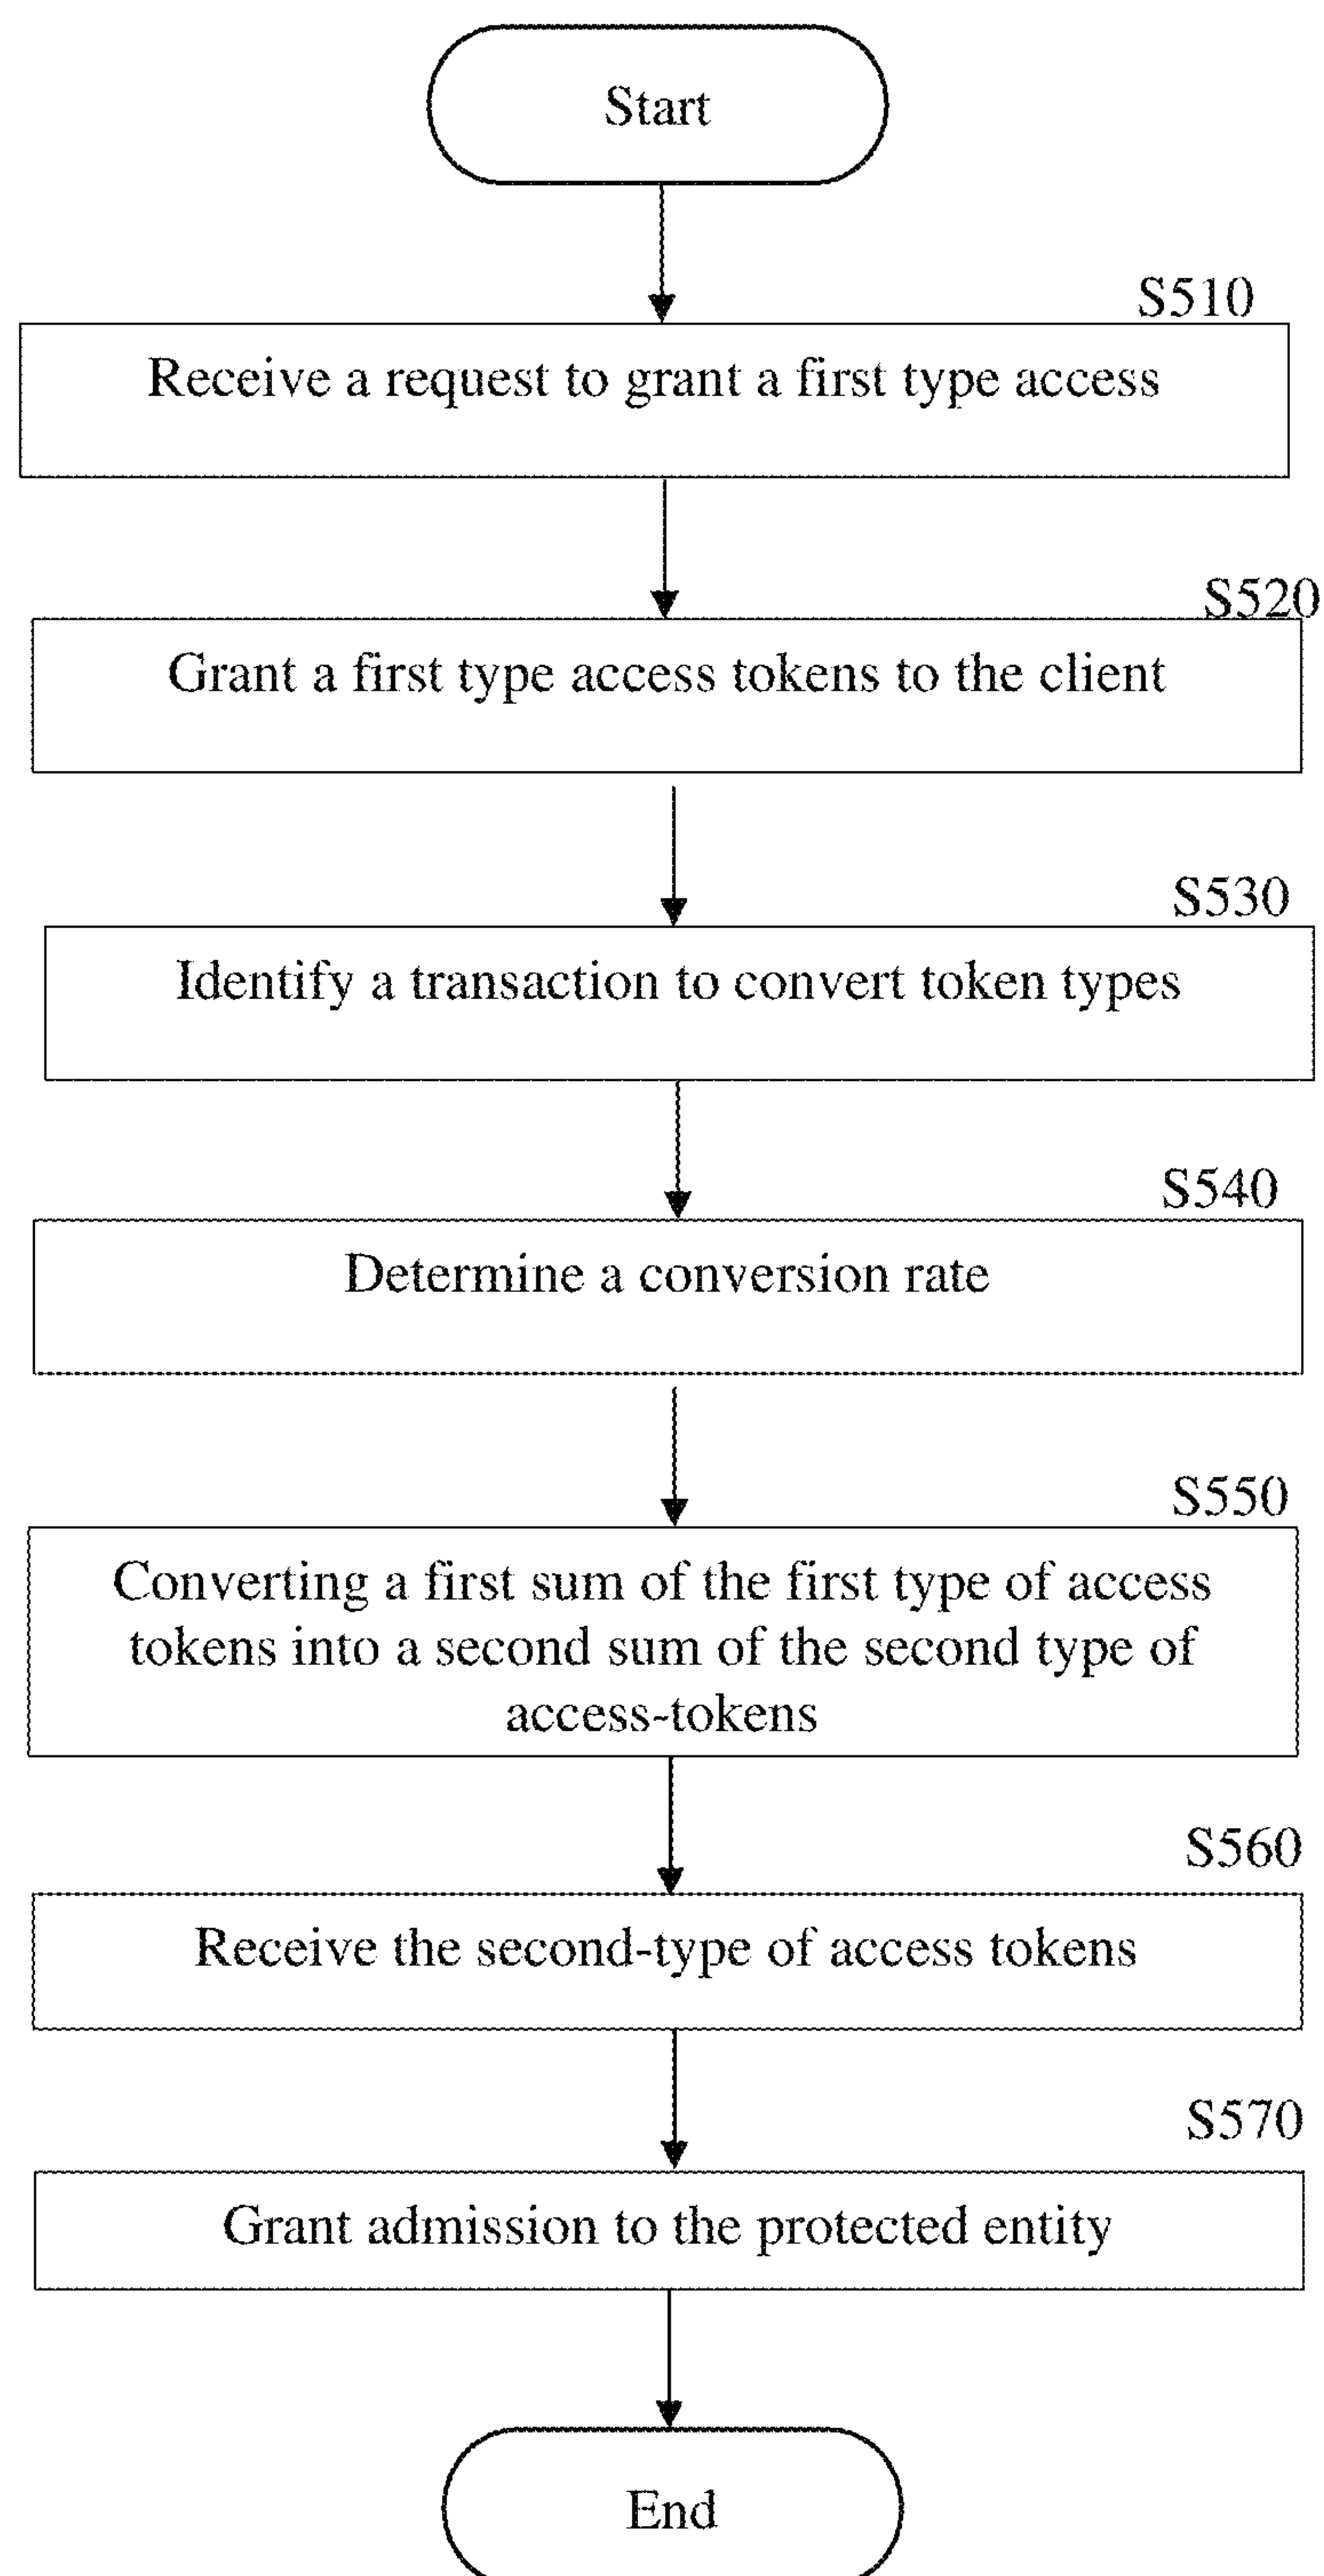 Start
S510
Receive a request to grant a first type access
S520
Grant a first type access tokens to the client
S530
Identify a transaction to convert token types
S540
Determine a conversion rate
S550
Converting a first sum of the first type of access
tokens into a second sum of the second type of
access-tokens
S560
Receive the second-type of access tokens
S570
Grant admission to the protected entity
End